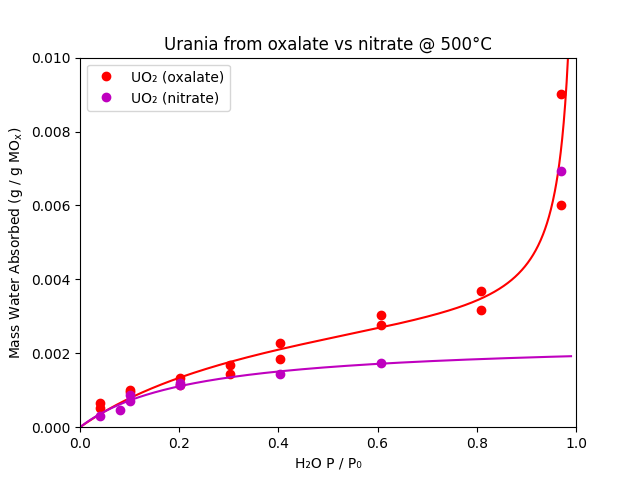 Urania from oxalate vs nitrate @ 500°C
UO₂ (oxalate)
UO₂ (nitrate)
Mass Water Absorbed (g / g MOₓ)
0.010
0.008
0.006
0.004
0.002
0.000
0.0 0.2 0.4 0.6 0.8 1.0
H₂O P / P₀